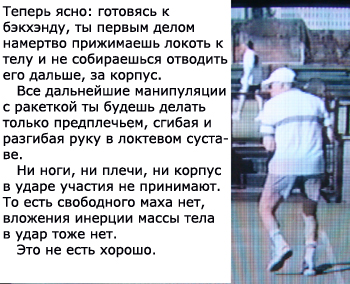 Теперь ясно: готовясь к
бэкхэнду, ты первым делом
намертво прижимаешь локоть к
телу и не собираешься отводить
его дальше, за корпус.
Все дальнейшие манипуляции
с ракеткой ты будешь делать
только предплечьем, сгибая и
разгибая руку в локтевом суста-
ве.
Ни ноги, ни плечи, ни корпус
в ударе участия не принимают.
То есть свободного маха нет,
вложения инерции массы тела
в удар тоже нет.
Это не есть хорошо.